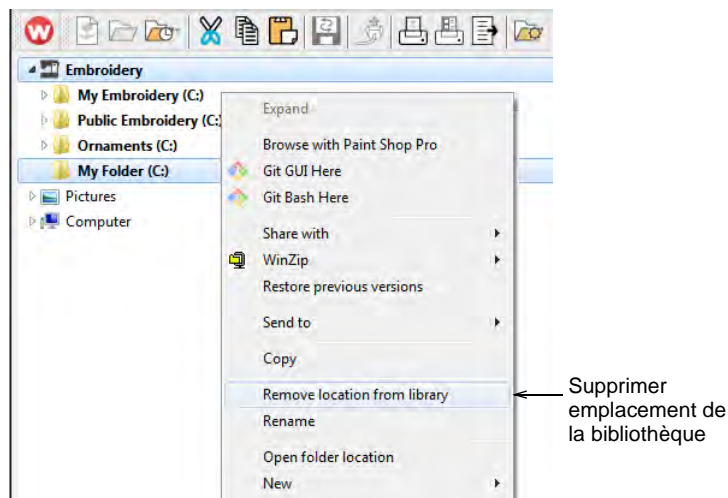 Embroidery
My Embroidery (C:)
Public Embroidery (C:)
Ornaments (C:)
My Folder (C:)
Pictures
Computer
Expand
Browse with Paint Shop Pro
Git GUI Here
Git Bash Here
Share with
WinZip
Restore previous versions
Send to
Copy
Remove location from library
Rename
Open folder location
New
Supprimer
emplacement de
la bibliothèque